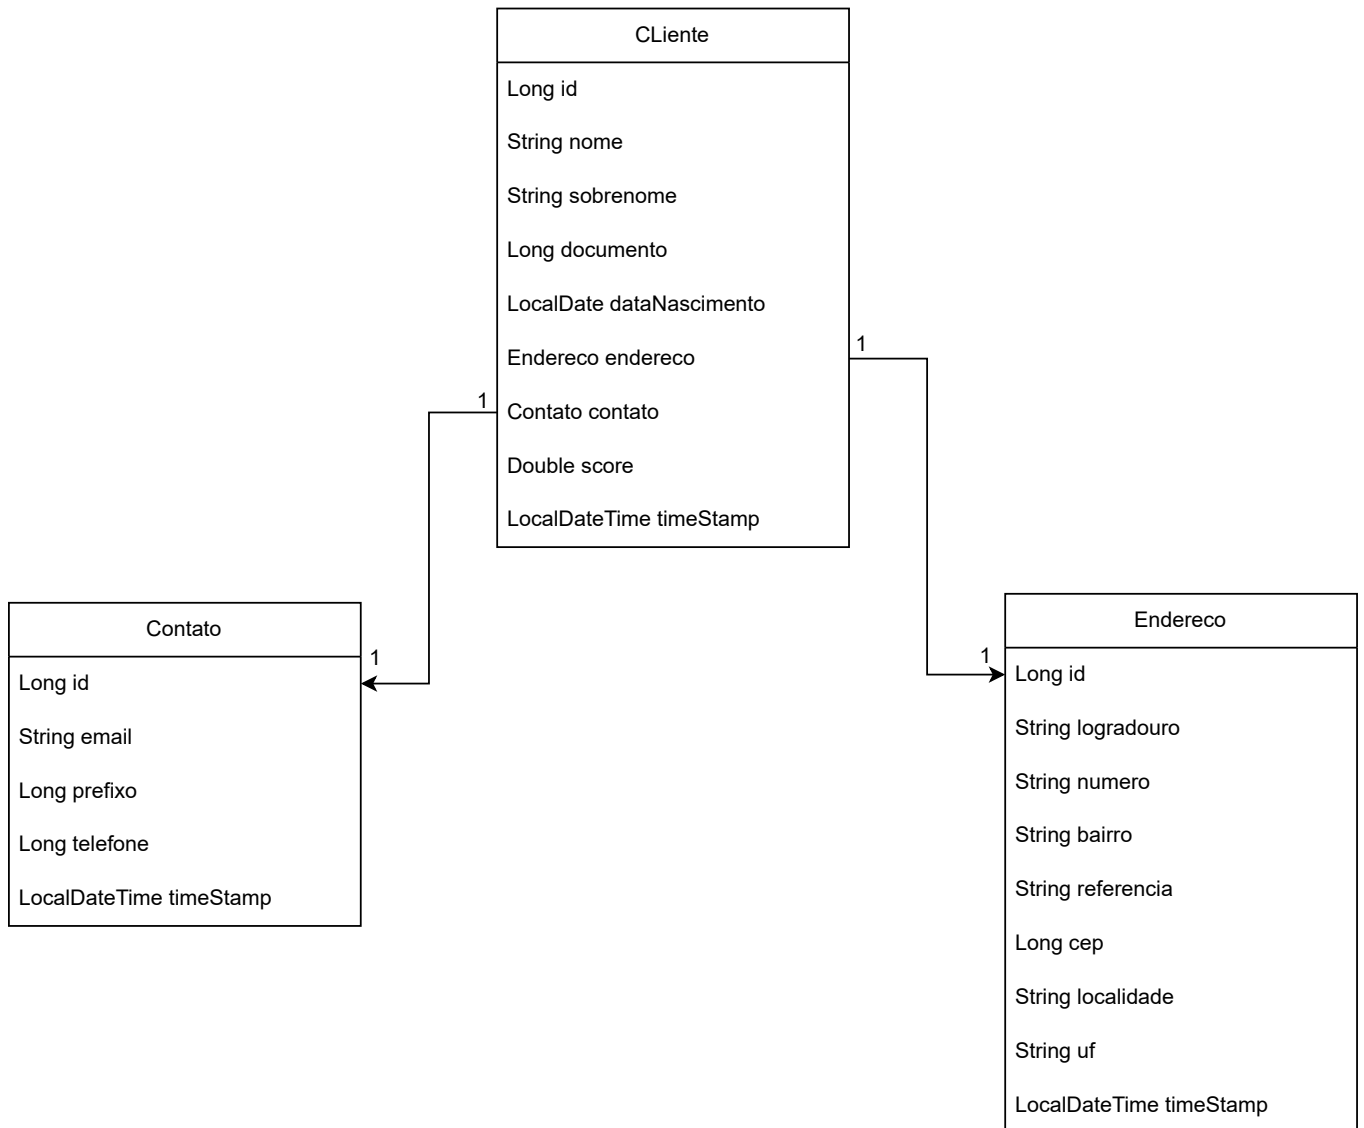 CLiente
Long id
String nome
String sobrenome
Long documento
LocalDate dataNascimento
Endereco endereco
1
1
Contato contato
Double score
LocalDateTime timeStamp
Contato
1
Long id
String email
Long prefixo
Long telefone
LocalDateTime timeStamp
Endereco
1
Long id
String logradouro
String numero
String bairro
String referencia
Long cep
String localidade
String uf
LocalDateTime timeStamp